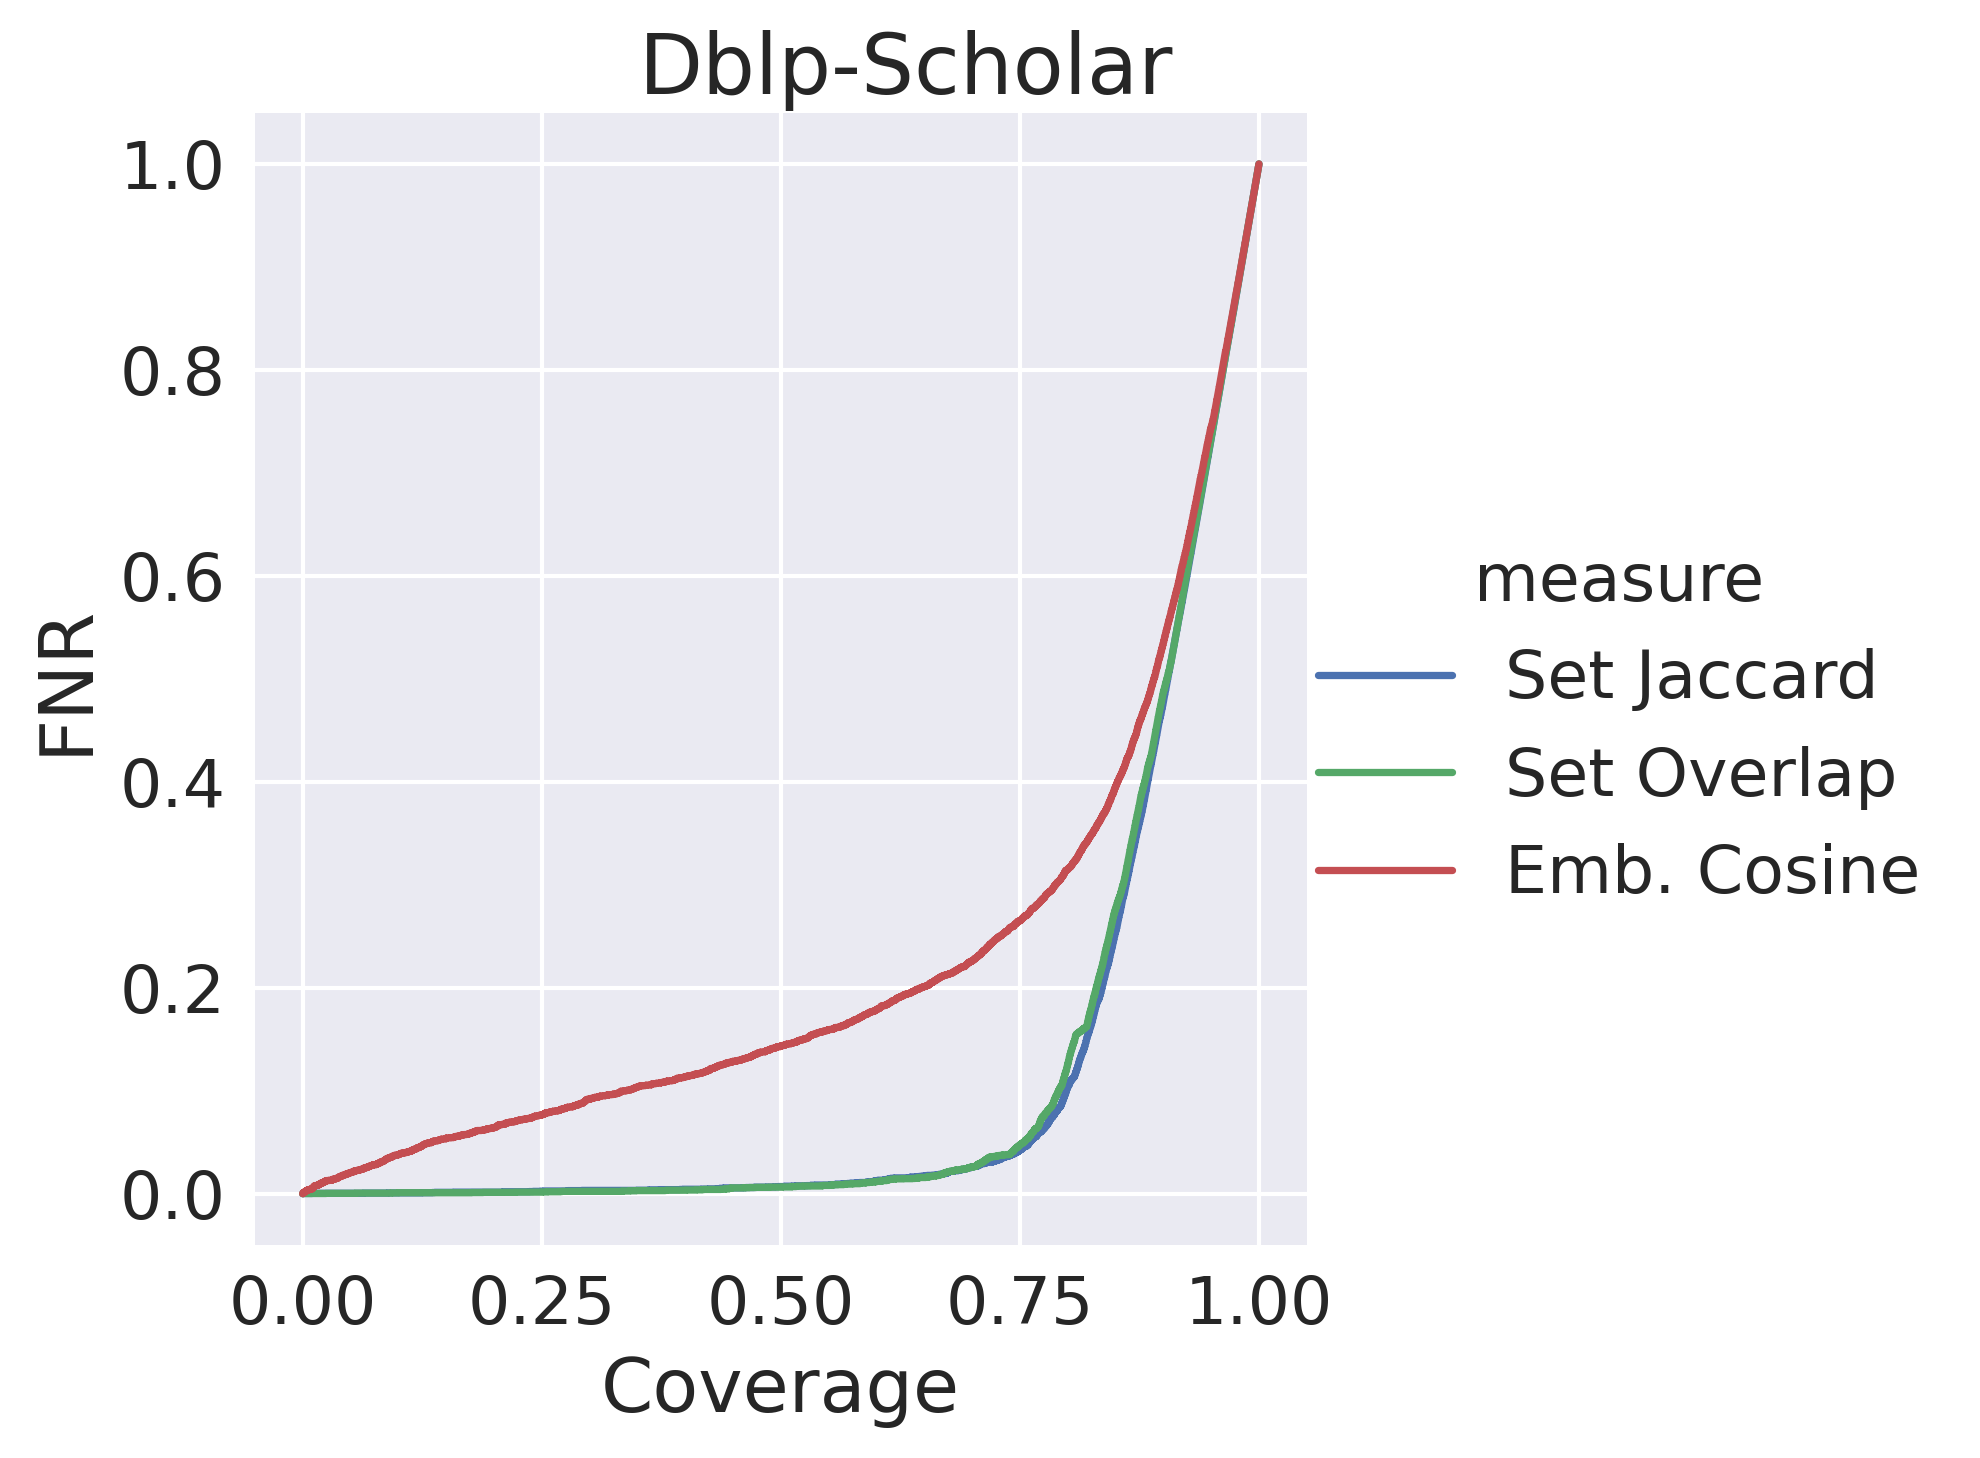 Dblp-Scholar
1.0
0.8
0.6
0.4
0.2
0.0
FNR
0.00 0.25 0.50 0.75 1.00
Coverage
measure
Set Jaccard
Set Overlap
Emb. Cosine